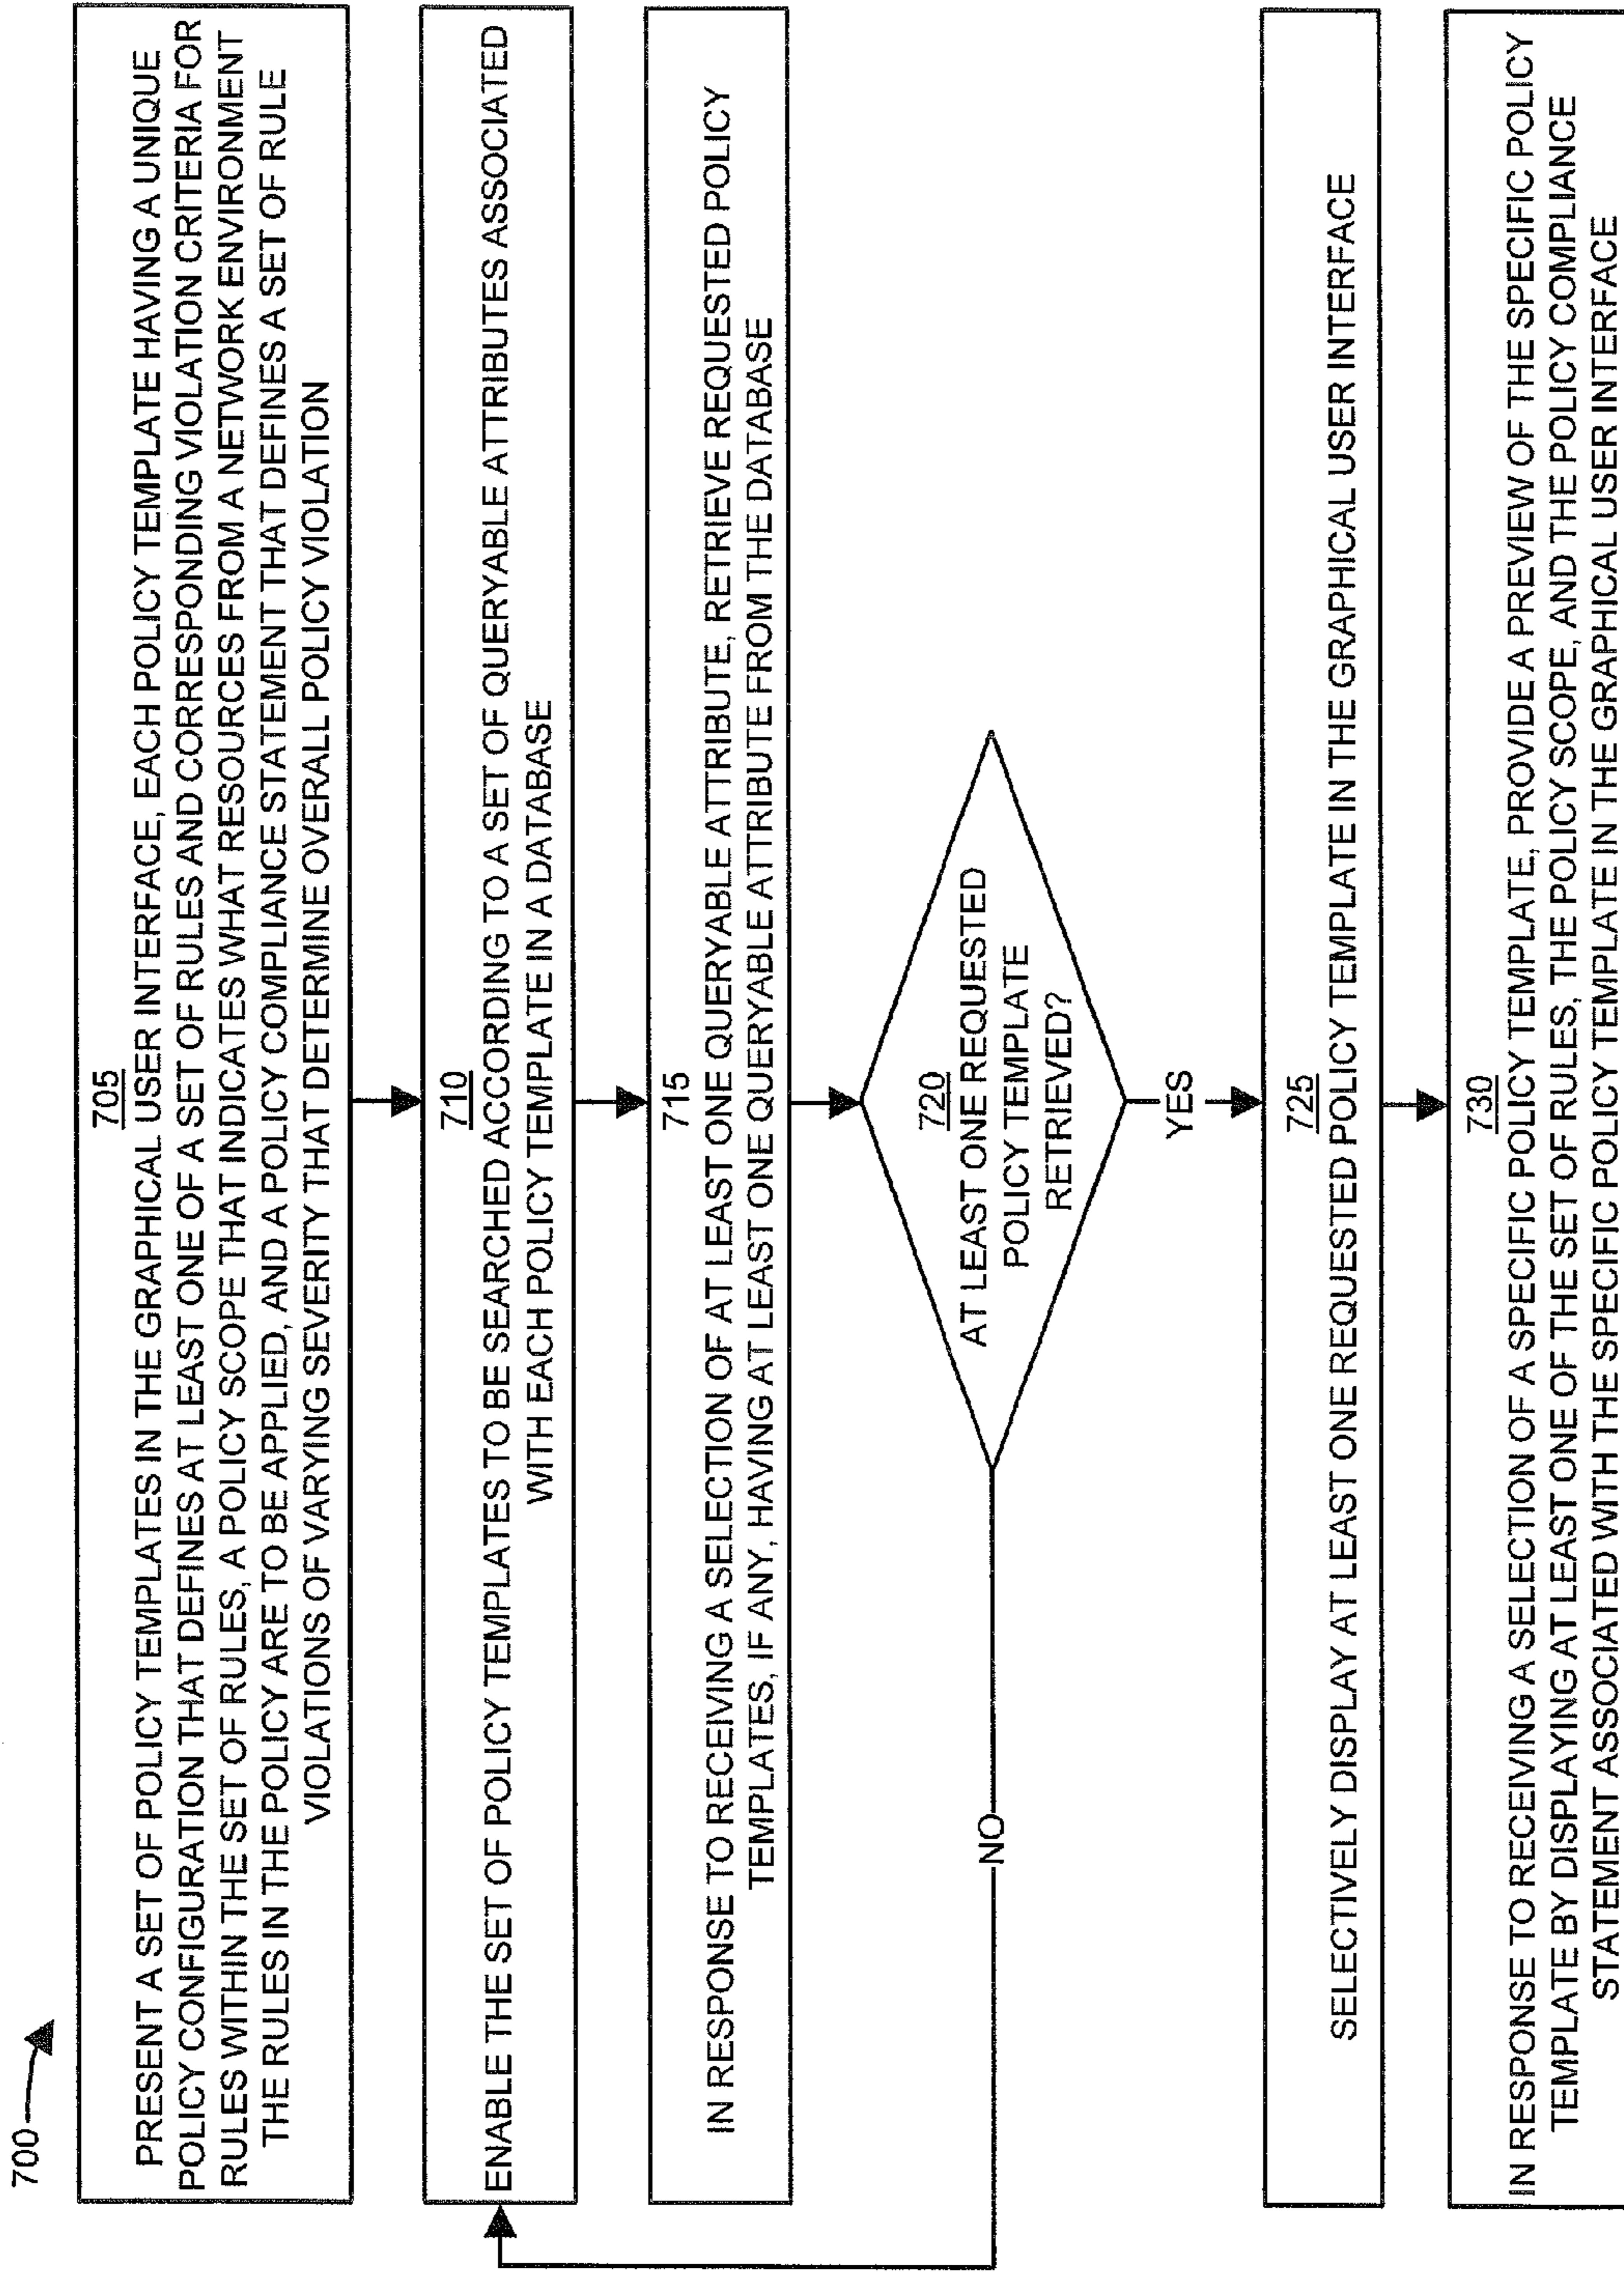 700
705
PRESENT A SET OF POLICY TEMPLATES IN THE GRAPHICAL USER INTERFACE, EACH POLICY TEMPLATE HAVING A UNIQUE
POLICY CONFIGURATION THAT DEFINES AT LEAST ONE OF A SET OF RULES AND CORRESPONDING VIOLATION CRITERIA FOR
RULES WITHIN THE SET OF RULES, A POLICY SCOPE THAT INDICATES WHAT RESOURCES FROM A NETWORK ENVIRONMENT
THE RULES IN THE POLICY ARE TO BE APPLIED, AND A POLICY COMPLIANCE STATEMENT THAT DEFINES A SET OF RULE
VIOLATIONS OF VARYING SEVERITY THAT DETERMINE OVERALL POLICY VIOLATION
710
ENABLE THE SET OF POLICY TEMPLATES TO BE SEARCHED ACCORDING TO A SET OF QUERYABLE ATTRIBUTES ASSOCIATED
WITH EACH POLICY TEMPLATE IN A DATABASE
715
IN RESPONSE TO RECEIVING A SELECTION OF AT LEAST ONE QUERYABLE ATTRIBUTE, RETRIEVE REQUESTED POLICY
TEMPLATES, IF ANY, HAVING AT LEAST ONE QUERYABLE ATTRIBUTE FROM THE DATABASE
720
AT LEAST ONE REQUESTED
POLICY TEMPLATE
RETRIEVED?
NO
YES
725
SELECTIVELY DISPLAY AT LEAST ONE REQUESTED POLICY TEMPLATE IN THE GRAPHICAL USER INTERFACE
730
IN RESPONSE TO RECEIVING A SELECTION OF A SPECIFIC POLICY TEMPLATE, PROVIDE A PREVIEW OF THE SPECIFIC POLICY
TEMPLATE BY DISPLAYING AT LEAST ONE OF THE SET OF RULES, THE POLICY SCOPE, AND THE POLICY COMPLIANCE
STATEMENT ASSOCIATED WITH THE SPECIFIC POLICY TEMPLATE IN THE GRAPHICAL USER INTERFACE